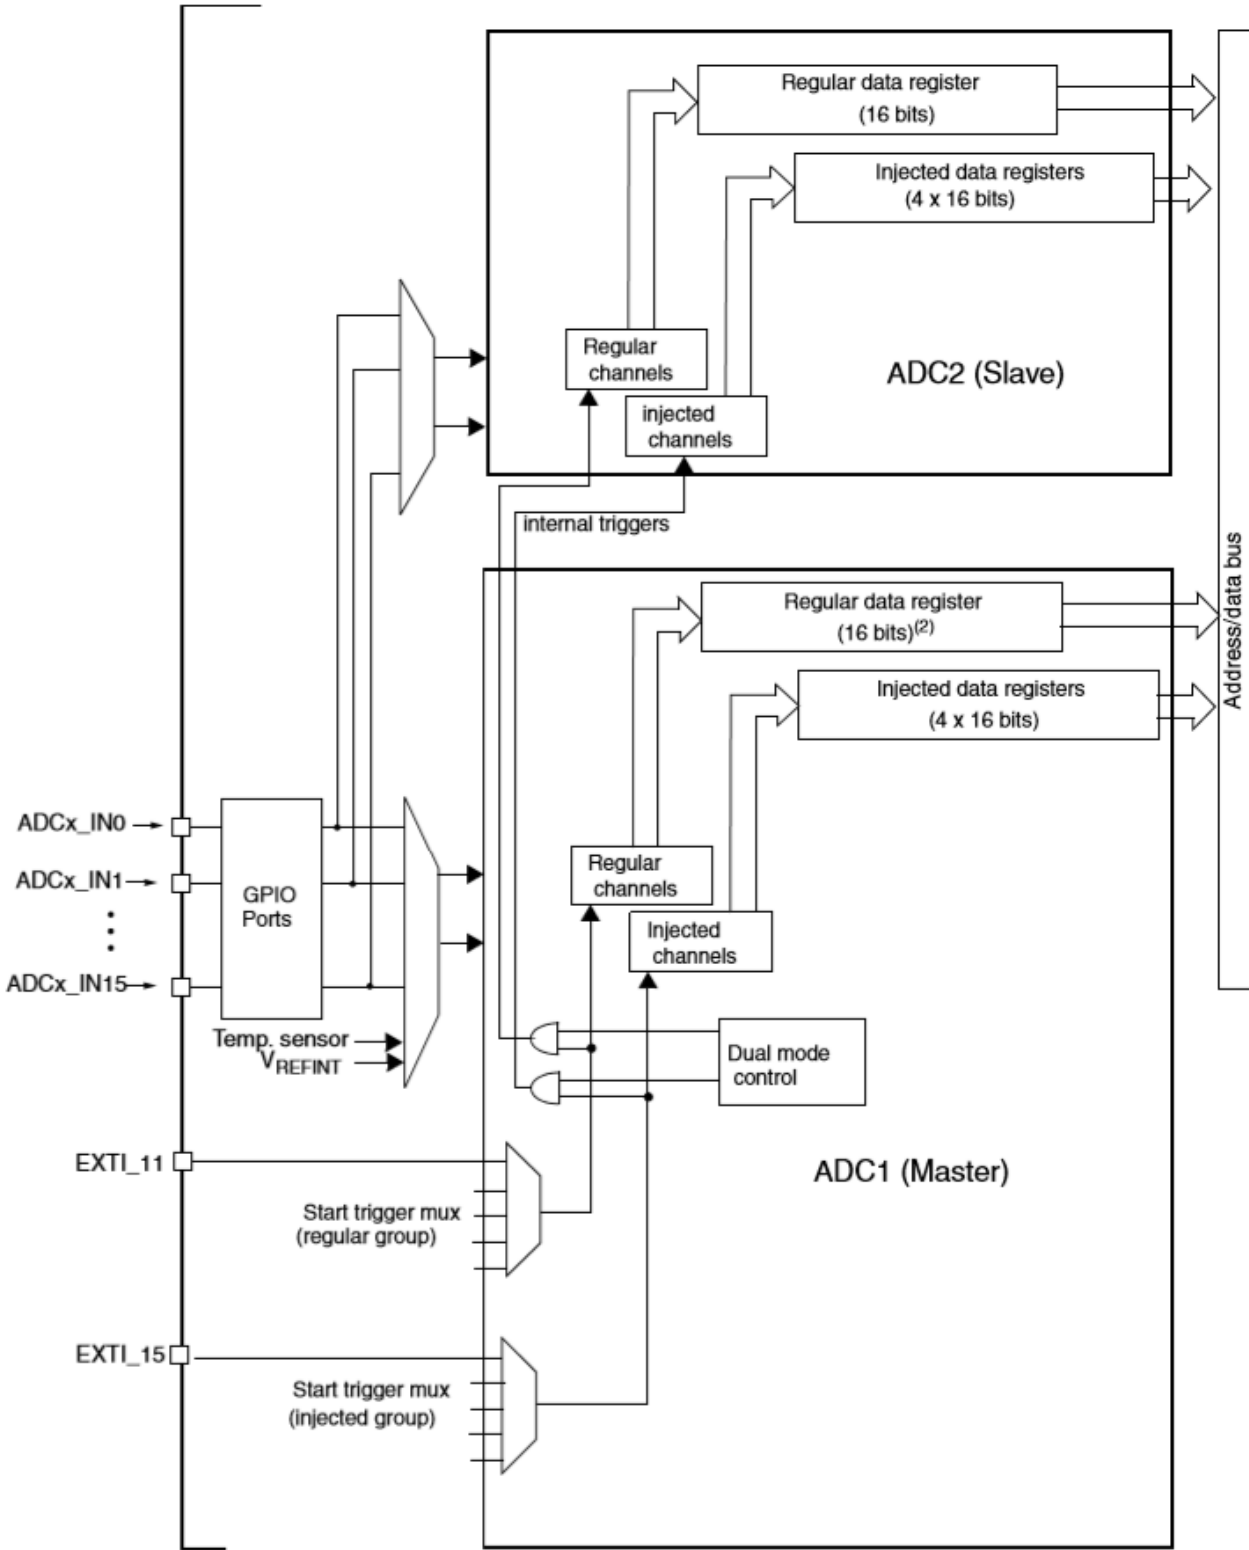 Regular data register
(16 bits)
Injected data registers
(4 x 16 bits)
Regular
channels
injected
channels
ADC2 (Slave)
internal triggers
Address/data bus
Regular data register
(16 bits)(2)
Injected data registers
(4 x 16 bits)
ADCx_IN0
ADCx_IN1
ADCx_IN15
GPIO
Ports
Regular
channels
Injected
channels
Temp. sensor
VREFINT
Dual mode
control
EXTI_11
Start trigger mux
(regular group)
ADC1 (Master)
EXTI_15
Start trigger mux
(injected group)